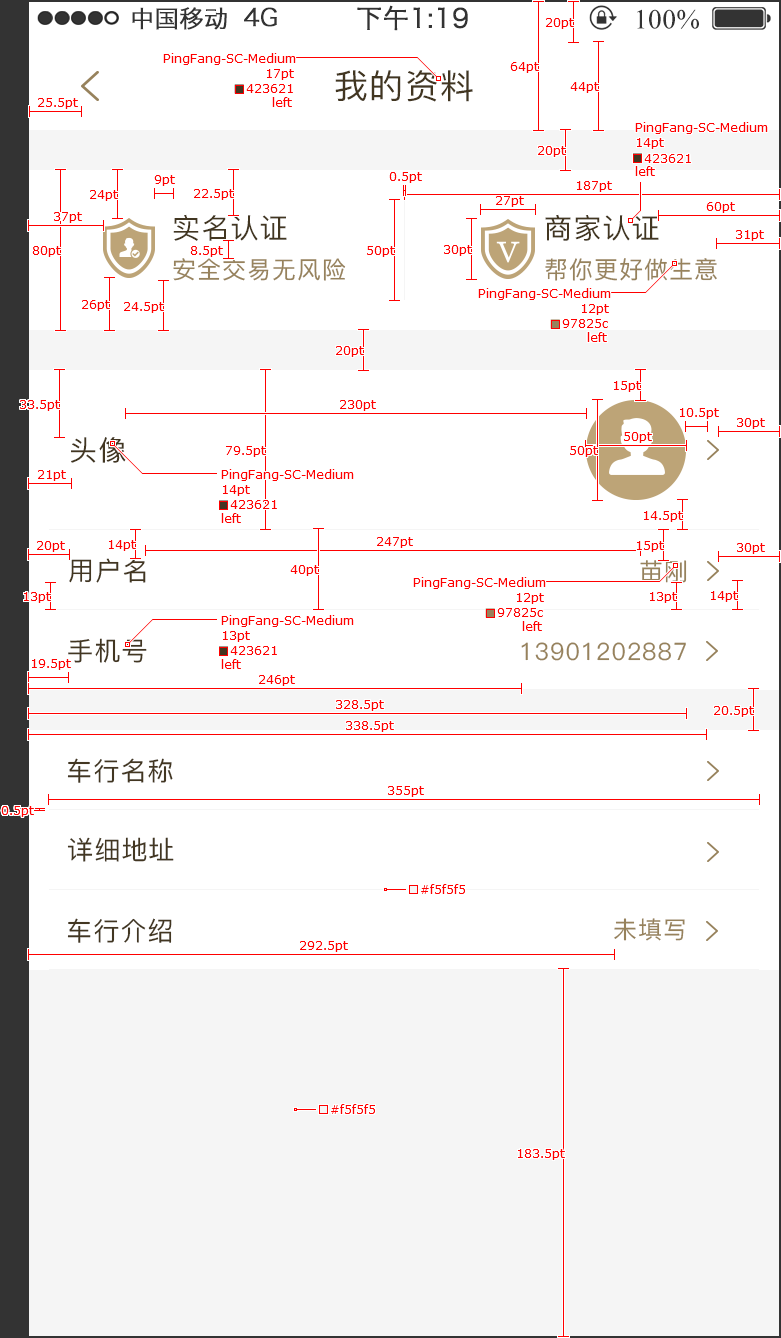 中国移动 4G 下午1:19 100%
20pt
PingFang-SC-Medium
17pt
423621
left
64pt
44pt
我的资料
25.5pt
PingFang-SC-Medium
14pt
423621
left
20pt
0.5pt
187pt
9pt
24pt
22.5pt
27pt
60pt
37pt
实名认证
商家认证
31pt
80pt
8.5pt
50pt
30pt
V
安全交易无风险
帮你更好做生意
PingFang-SC-Medium
12pt
97825c
left
26pt
24.5pt
20pt
15pt
33.5pt
230pt
10.5pt
30pt
50pt
50pt
头像
79.5pt
21pt
PingFang-SC-Medium
14pt
423621
left
14.5pt
20pt
14pt
247pt
15pt
30pt
用户名
40pt
苗刚
PingFang-SC-Medium
12pt
97825c
left
13pt
13pt
14pt
PingFang-SC-Medium
13pt
423621
left
手机号
13901202887
19.5pt
246pt
328.5pt
20.5pt
338.5pt
车行名称
355pt
0.5pt
详细地址
#f5f5f5
车行介绍
未填写
292.5pt
#f5f5f5
183.5pt